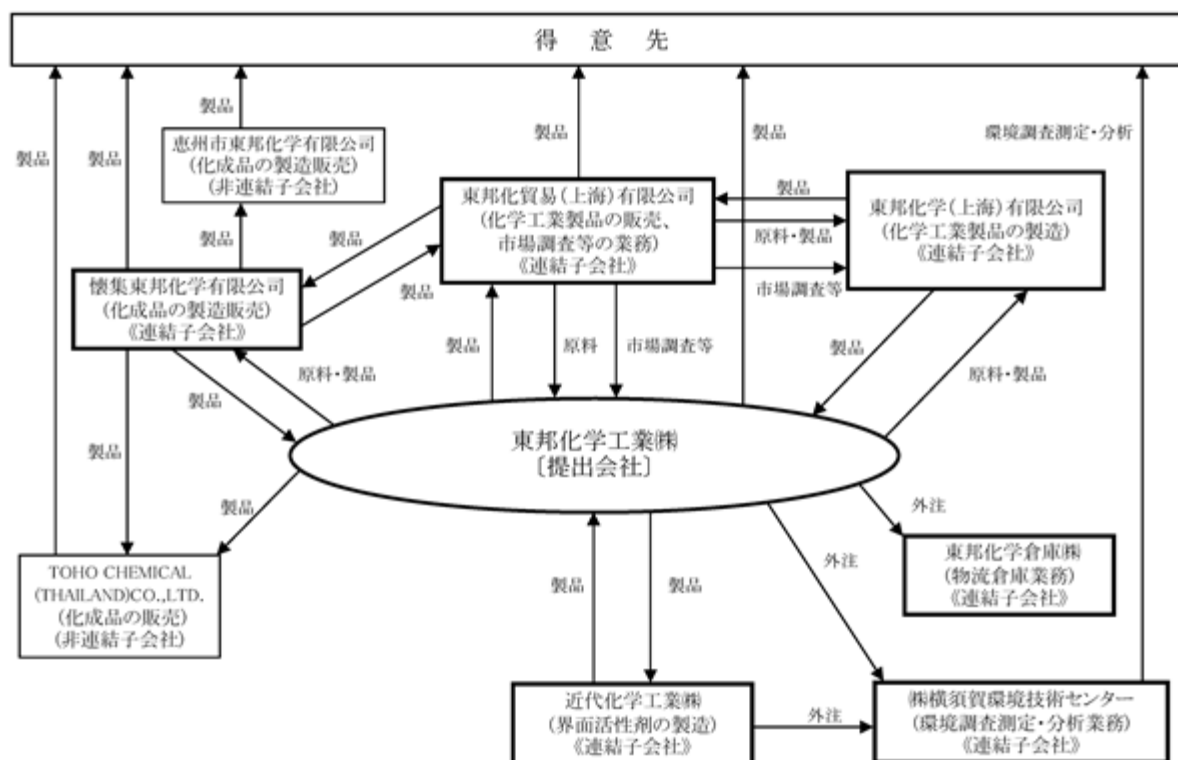 得意先
製品
製品
製品
製品
製品
環境調査測定・分析
恵州市東邦化学有限公司
(化成品の製造販売)
(非連結子会社)
東邦化貿易(上海)有限公司
(化学工業製品の販売、
市場調査等の業務)
《連結子会社》
製品
原料・製品
市場調査等
東邦化学(上海)有限公司
(化学工業製品の製造)
《連結子会社》
製品
製品
製品
懐集東邦化学有限公司
(化成品の製造販売)
《連結子会社》
製品
原料・製品
製品
原料
市場調査等
製品
原料・製品
東邦化学工業㈱
〔提出会社〕
製品
製品
外注
TOHO CHEMICAL
(THAILAND)CO.,LTD.
(化成品の販売)
(非連結子会社)
製品
製品
外注
東邦化学倉庫㈱
(物流倉庫業務)
《連結子会社》
近代化学工業㈱
(界面活性剤の製造)
《連結子会社》
外注
㈱横須賀環境技術センター
(環境調査測定・分析業務)
《連結子会社》